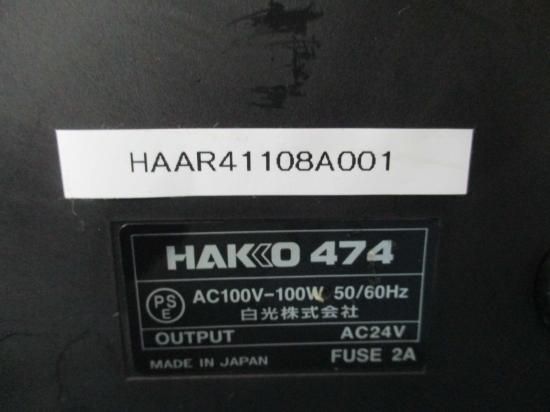 HAAR41108A001
HAKKO 474
PS
E
AC100V-100W 50/60Hz
白光株式会社
OUTPUT AC24V
MADE IN JAPAN FUSE 2A